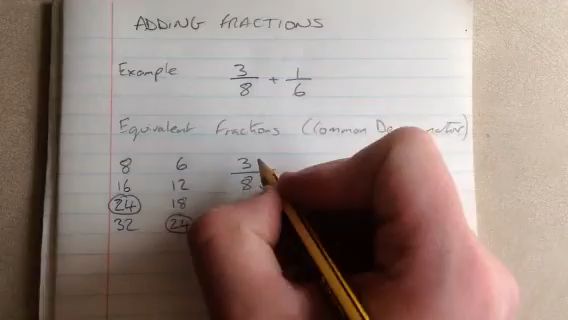 ADDING FRACTIONS
Example 3/8 + 1/6
Equivalent Fractions (Common Denominator)
8 6 3/8
16 12
24 18
32 24